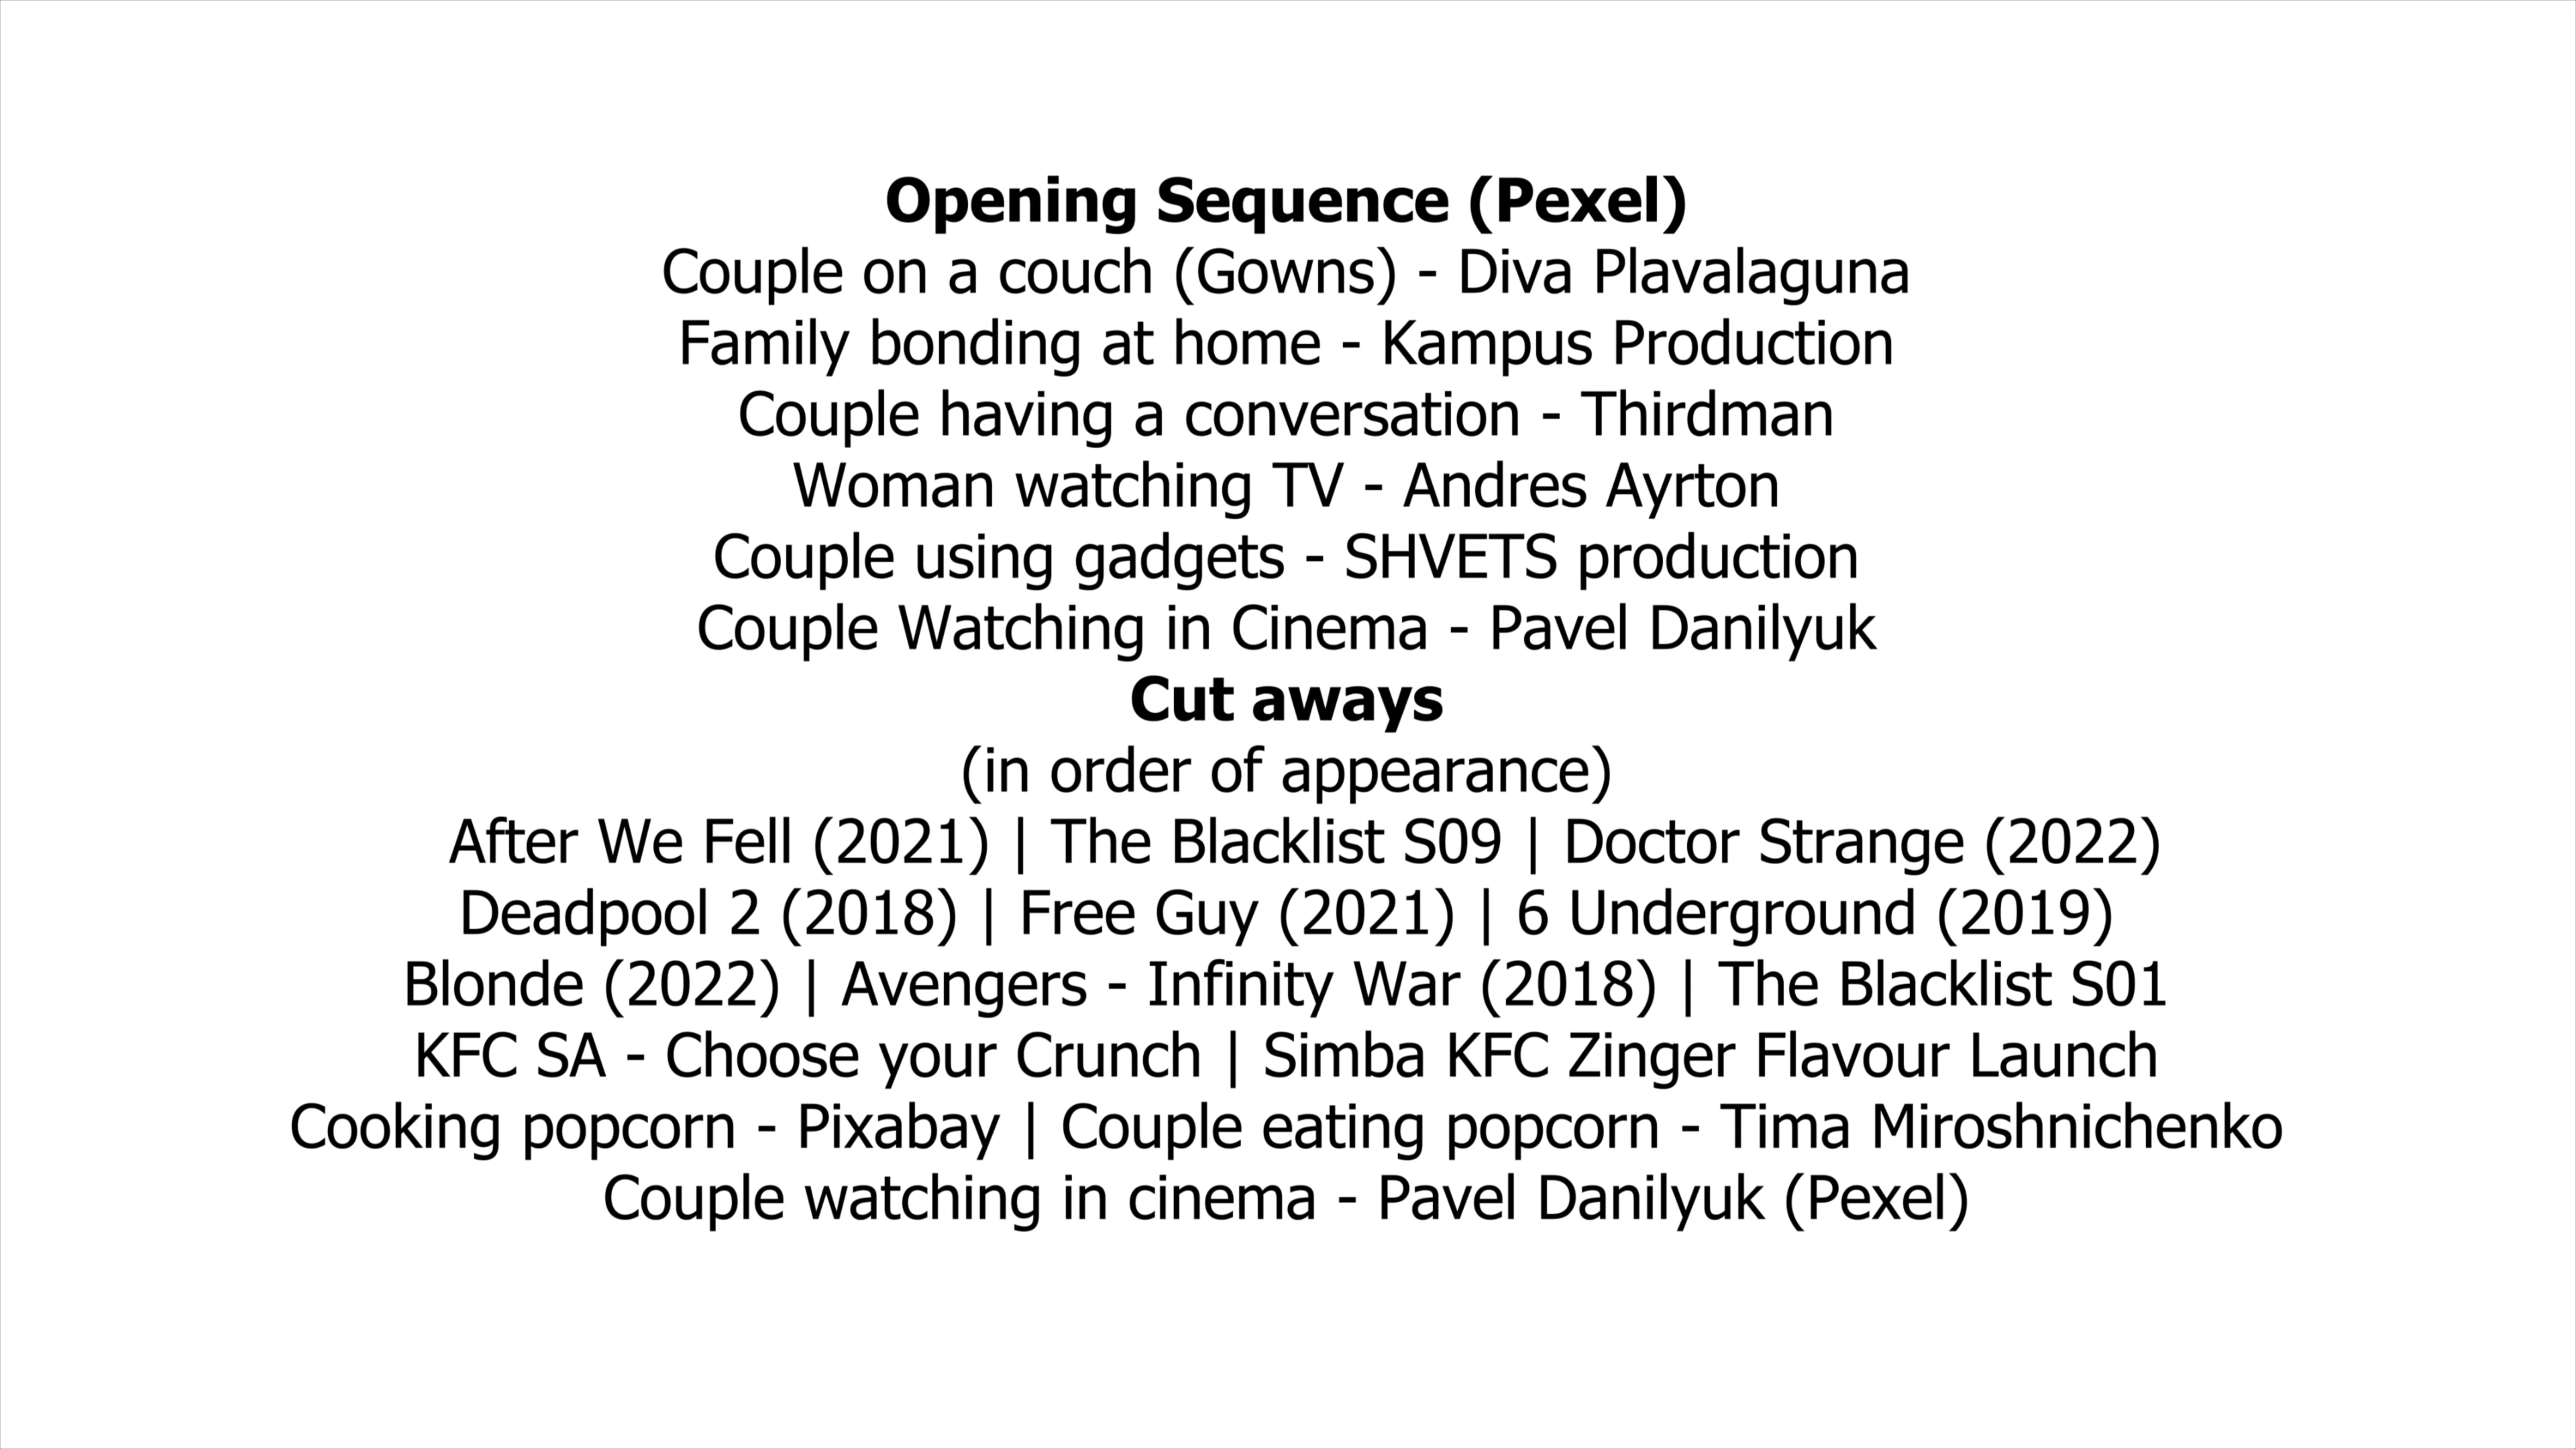 Opening Sequence (Pexel)
Couple on a couch (Gowns) - Diva Plavalaguna
Family bonding at home - Kampus Production
Couple having a conversation - Thirdman
Woman watching TV - Andres Ayrton
Couple using gadgets - SHVETS production
Couple Watching in Cinema - Pavel Danilyuk
Cut aways
(in order of appearance)
After We Fell (2021) | The Blacklist S09 | Doctor Strange (2022)
Deadpool 2 (2018) | Free Guy (2021) | 6 Underground (2019)
Blonde (2022) | Avengers - Infinity War (2018) | The Blacklist S01
KFC SA - Choose your Crunch | Simba KFC Zinger Flavour Launch
Cooking popcorn - Pixabay | Couple eating popcorn - Tima Miroshnichenko
Couple watching in cinema - Pavel Danilyuk (Pexel)